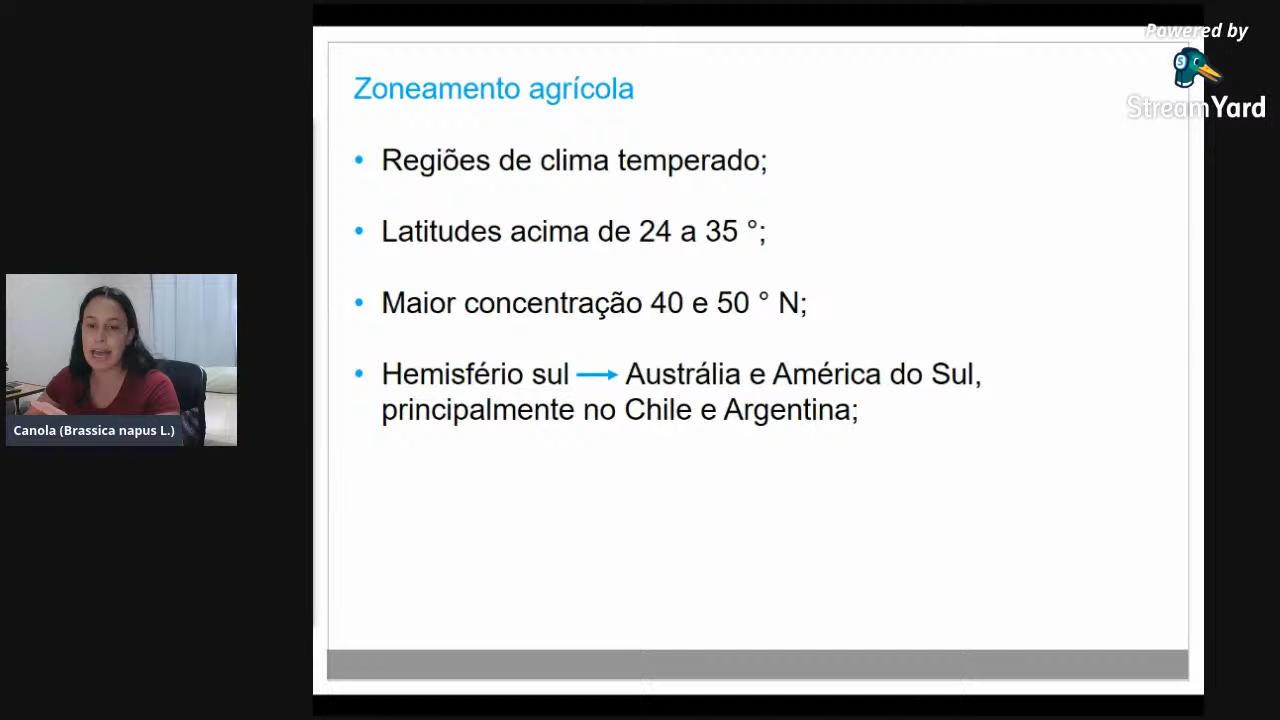 Powered by
StreamYard
Zoneamento agrícola
• Regiões de clima temperado;
• Latitudes acima de 24 a 35 °;
• Maior concentração 40 e 50 ° N;
• Hemisfério sul → Austrália e América do Sul,
principalmente no Chile e Argentina;
Canola (Brassica napus L.)